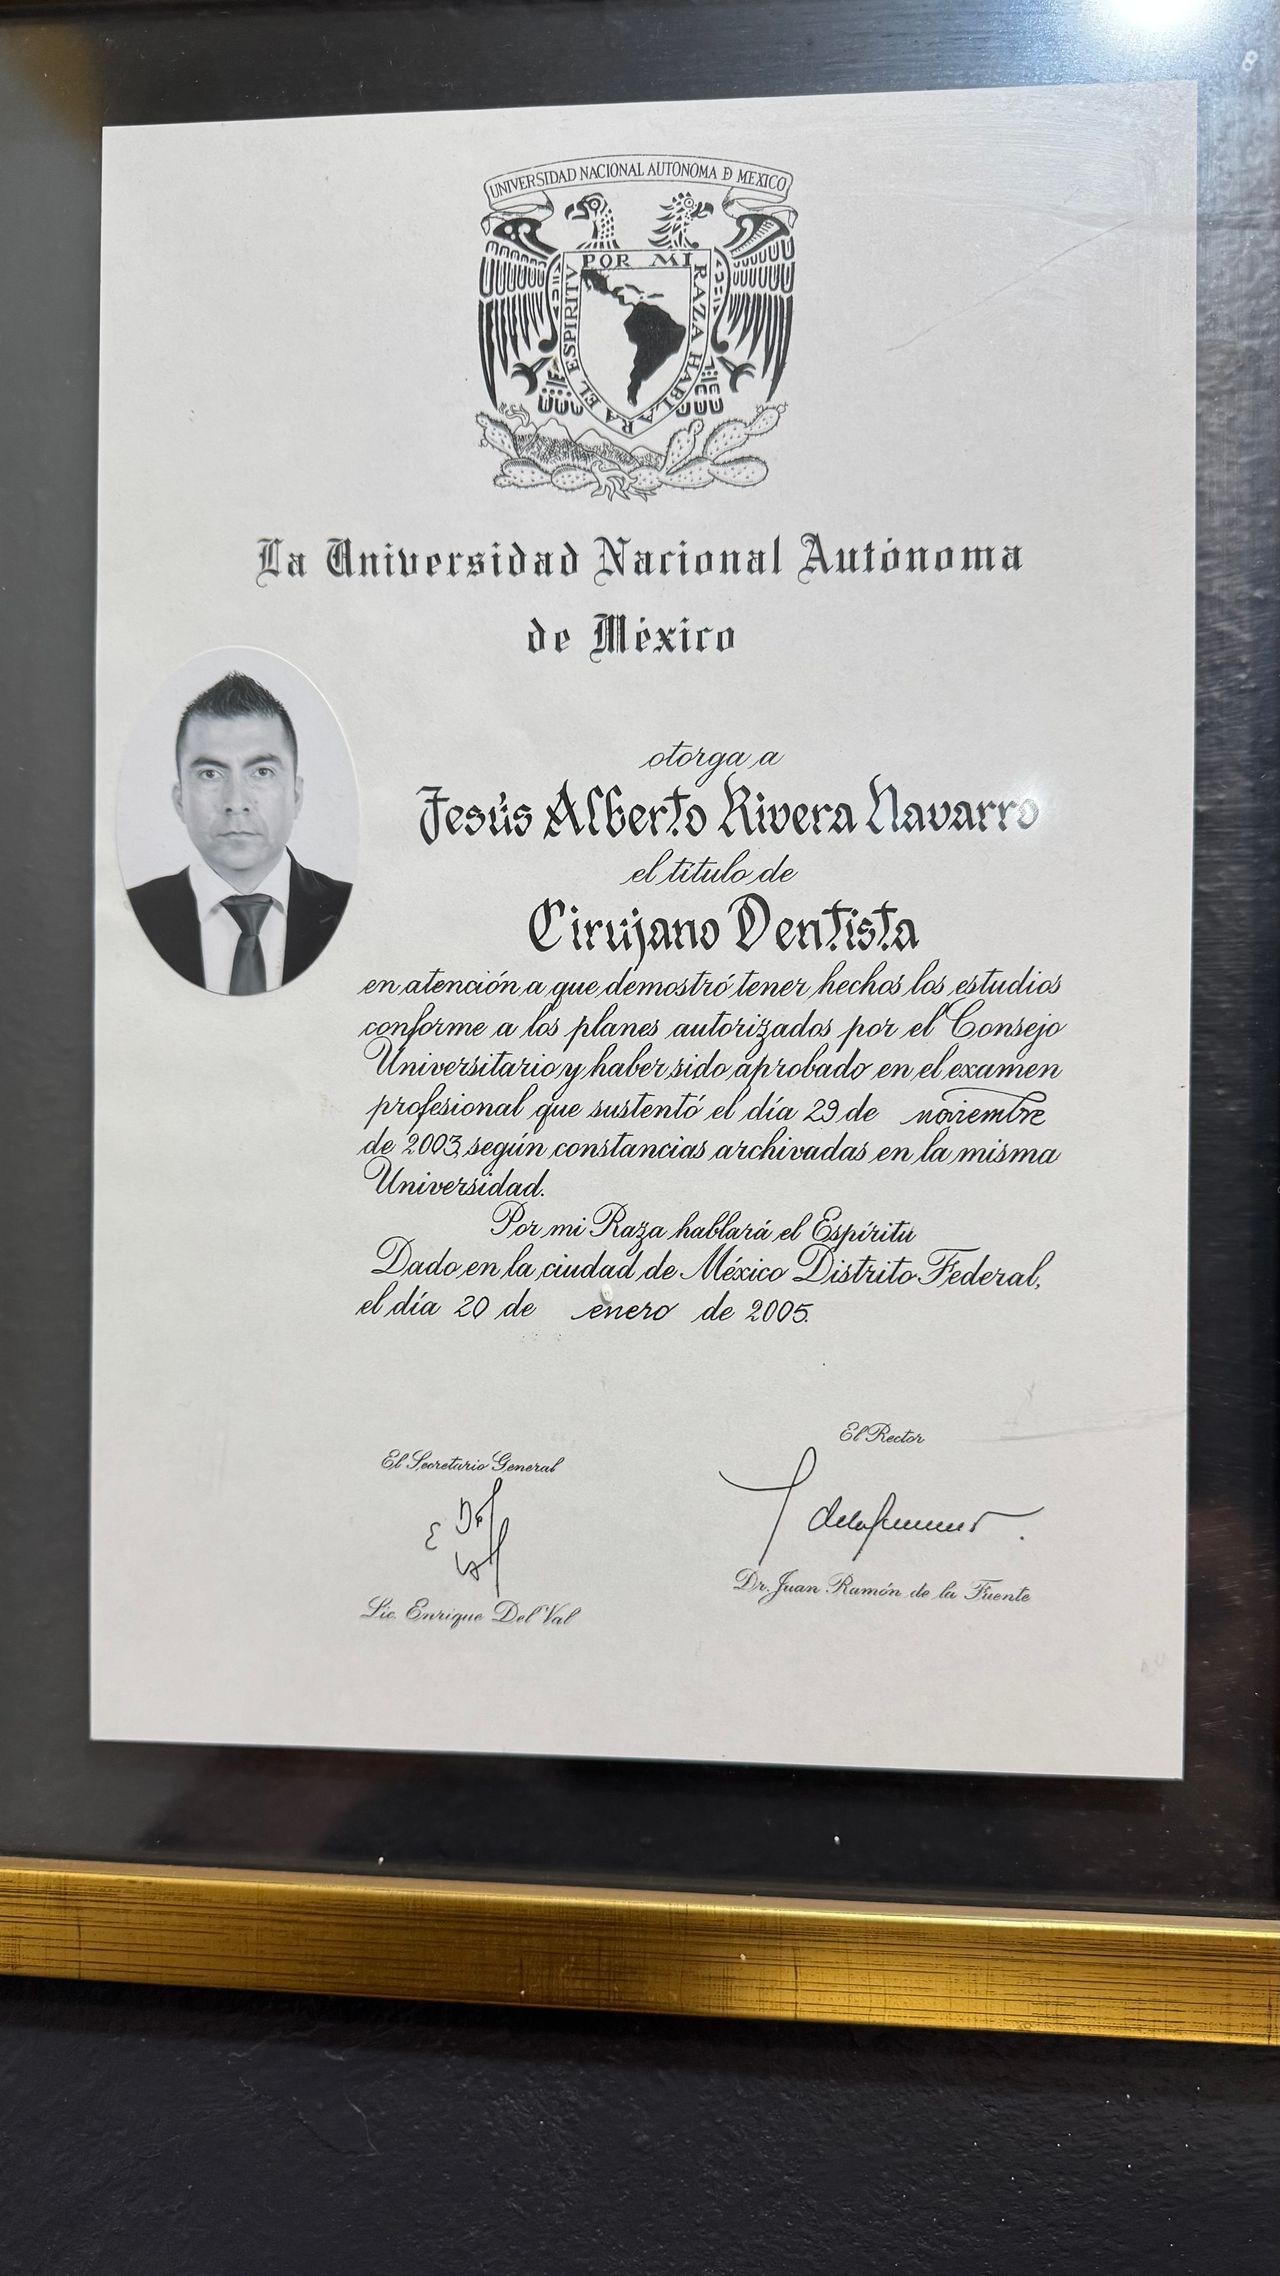 UNIVERSIDAD NACIONAL AUTONOMA D MEXICO
POR MI RAZA HABLARA EL ESPIRITV
La Universidad Nacional Autónoma
de México
otorga a
Jesús Alberto Rivera Navarro
el título de
Cirujano Dentista
en atención a que demostró tener hechos los estudios
conforme a los planes autorizados por el Consejo
Universitario y haber sido aprobado en el examen
profesional que sustentó el día 29 de noviembre
de 2003, según constancias archivadas en la misma
Universidad.
Por mi Raza hablará el Espíritu
Dado en la ciudad de México Distrito Federal,
el día 20 de enero de 2005.
El Secretario General
El Rector
Lic. Enrique Del Val
Dr. Juan Ramón de la Fuente